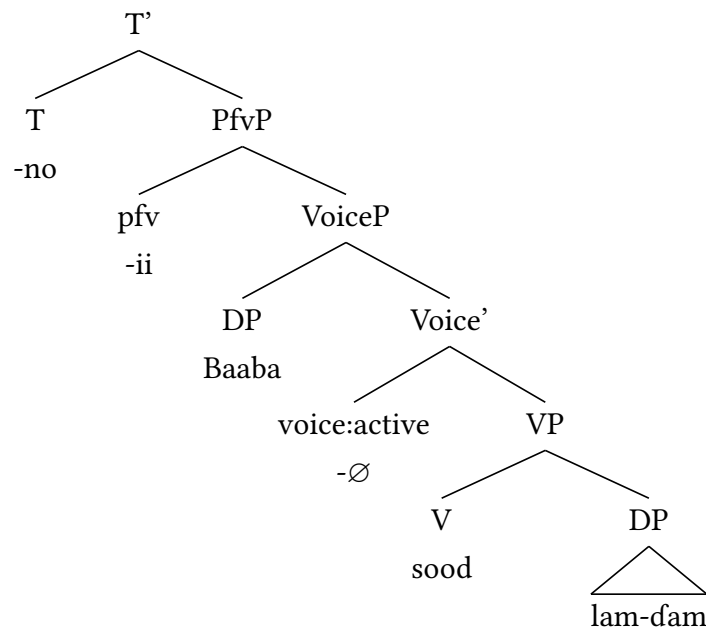 T’
T PfvP
-no
pfv VoiceP
-ii
DP Voice’
Baaba
voice:active VP
-∅
V DP
sood
lam-ɗam